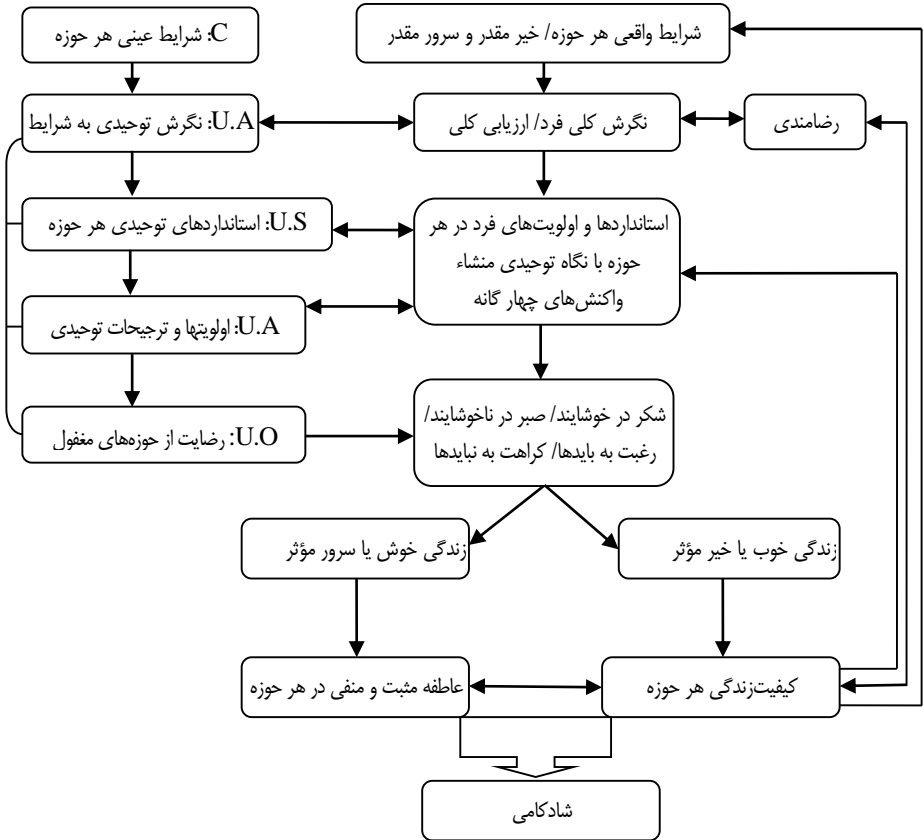 شرایط واقعی هر حوزه/ خیر مقدر و سرور مقدر
C: شرایط عینی هر حوزه
رضامندی
نگرش کلی فرد/ ارزیابی کلی
U.A: نگرش توحیدی به شرایط
استانداردها و اولویت‌های فرد در هر
حوزه با نگاه توحیدی منشاء
واکنش‌های چهار گانه
U.S: استانداردهای توحیدی هر حوزه
U.A: اولویتها و ترجیحات توحیدی
شکر در خوشایند/ صبر در ناخوشایند/
رغبت به بایدها/ کراهت به نبایدها
U.O: رضایت از حوزه‌های مغفول
زندگی خوب یا خیر مؤثر
زندگی خوش یا سرور مؤثر
کیفیت‌زندگی هر حوزه
عاطفه مثبت و منفی در هر حوزه
شادکامی